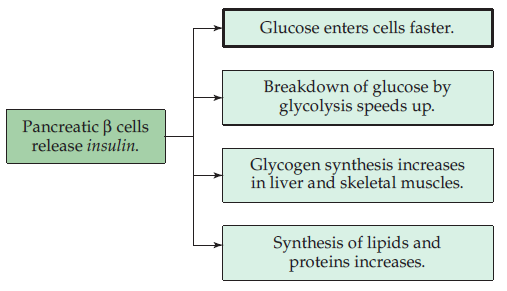 Glucose enters cells faster.
Breakdown of glucose by
glycolysis speeds up.
Pancreatic β cells
release insulin.
Glycogen synthesis increases
in liver and skeletal muscles.
Synthesis of lipids and
proteins increases.